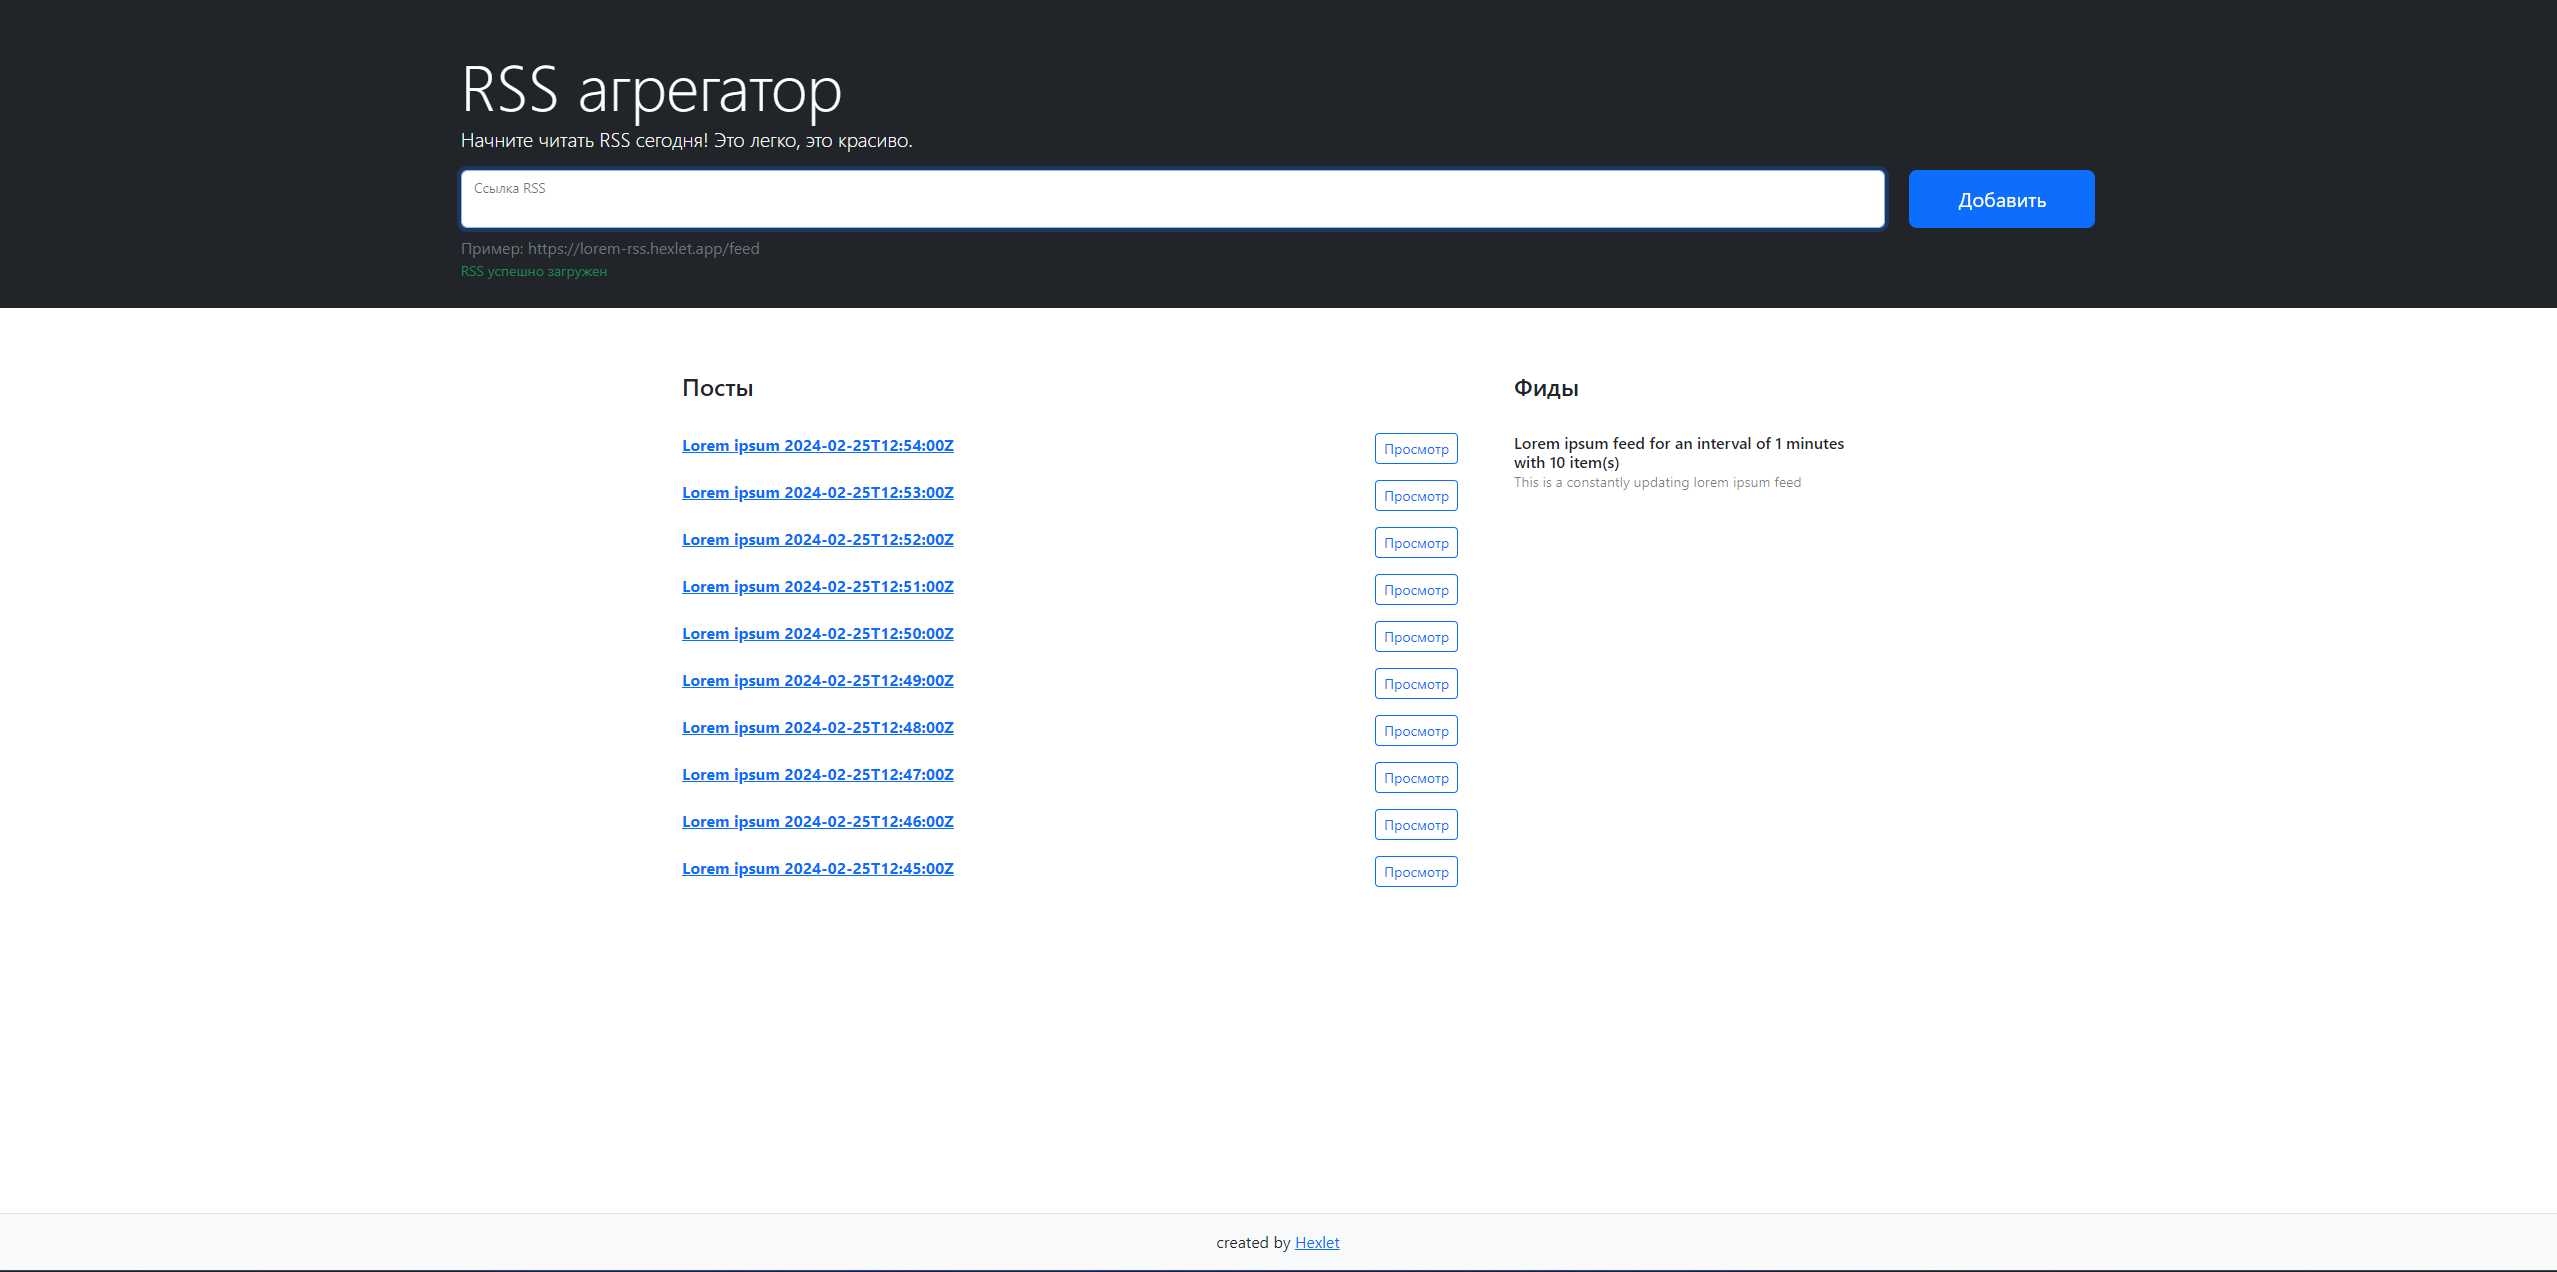 RSS агрегатор
Начните читать RSS сегодня! Это легко, это красиво.
Ссылка RSS
Добавить
Пример: https://lorem-rss.hexlet.app/feed
RSS успешно загружен
Посты
Lorem ipsum 2024-02-25T12:54:00Z Просмотр
Lorem ipsum 2024-02-25T12:53:00Z Просмотр
Lorem ipsum 2024-02-25T12:52:00Z Просмотр
Lorem ipsum 2024-02-25T12:51:00Z Просмотр
Lorem ipsum 2024-02-25T12:50:00Z Просмотр
Lorem ipsum 2024-02-25T12:49:00Z Просмотр
Lorem ipsum 2024-02-25T12:48:00Z Просмотр
Lorem ipsum 2024-02-25T12:47:00Z Просмотр
Lorem ipsum 2024-02-25T12:46:00Z Просмотр
Lorem ipsum 2024-02-25T12:45:00Z Просмотр
Фиды
Lorem ipsum feed for an interval of 1 minutes
with 10 item(s)
This is a constantly updating lorem ipsum feed
created by Hexlet